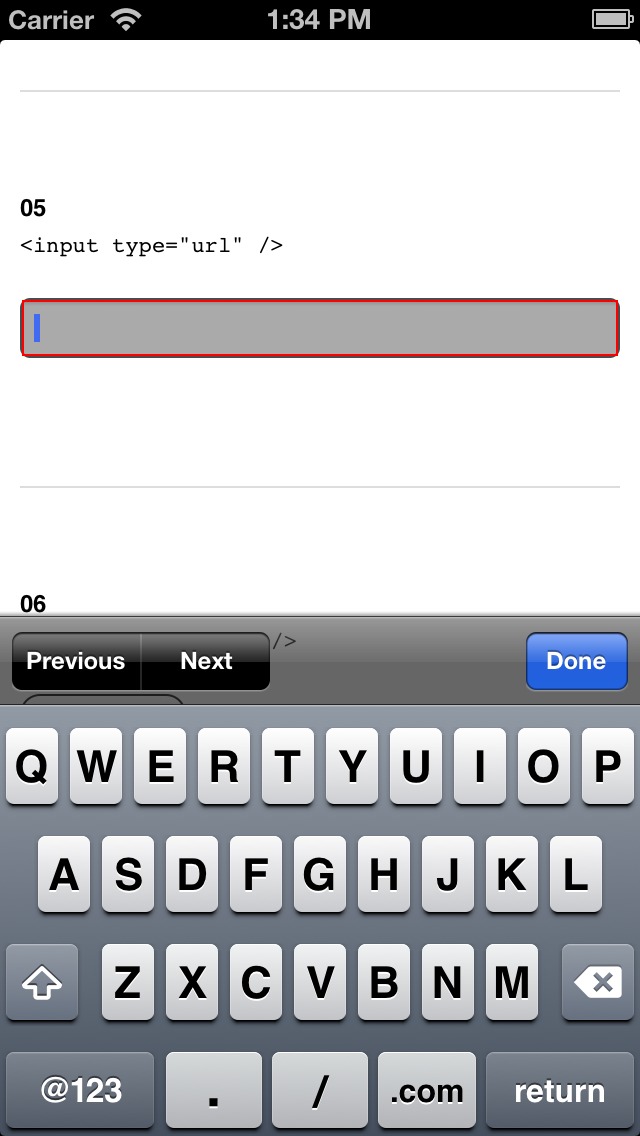 Carrier 1:34 PM
05
<input type="url" />
06
/>
Previous Next Done
Q W E R T Y U I O P
A S D F G H J K L
Z X C V B N M
@123 . / .com return